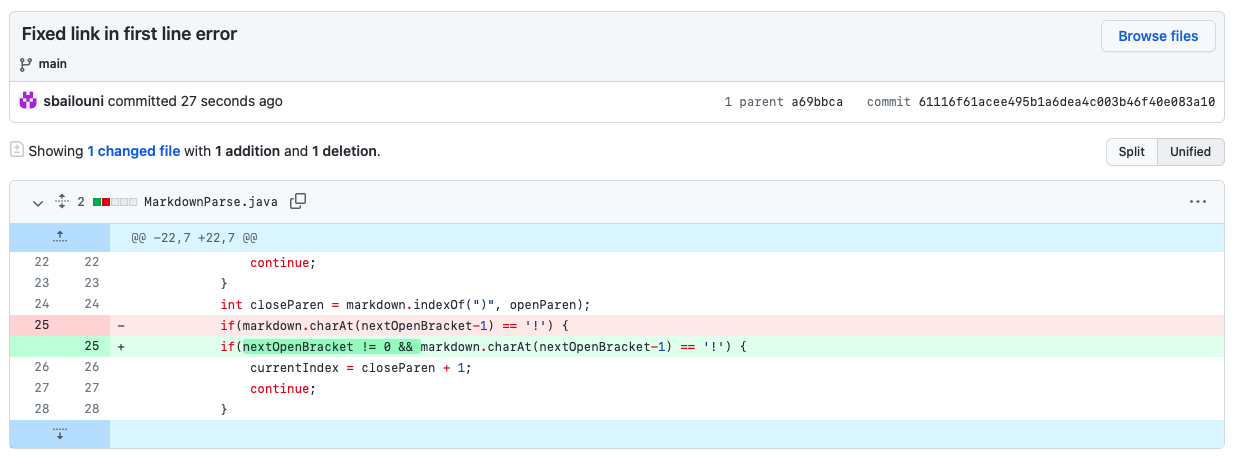 Fixed link in first line error
Browse files
main
sbailouni committed 27 seconds ago
1 parent a69bbca commit 61116f61acee495b1a6dea4c003b46f40e083a10
Showing 1 changed file with 1 addition and 1 deletion.
Split Unified
2 MarkdownParse.java
@@ -22,7 +22,7 @@
22 22 continue;
23 23 }
24 24 int closeParen = markdown.indexOf(")", openParen);
25 - if(markdown.charAt(nextOpenBracket-1) == '!') {
25 + if(nextOpenBracket != 0 && markdown.charAt(nextOpenBracket-1) == '!') {
26 26 currentIndex = closeParen + 1;
27 27 continue;
28 28 }